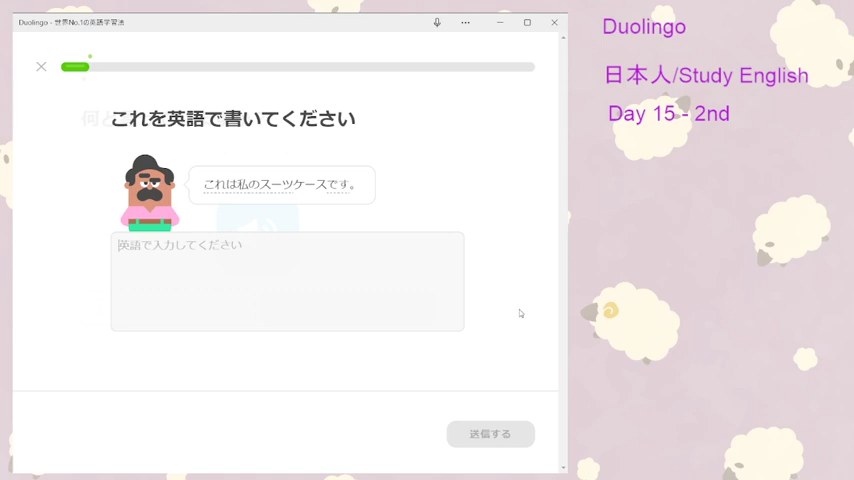 Duolingo - 世界No.1の英語学習法
これを英語で書いてください
これは私のスーツケースです。
英語で入力してください
送信する
Duolingo
日本人/Study English
Day 15 - 2nd